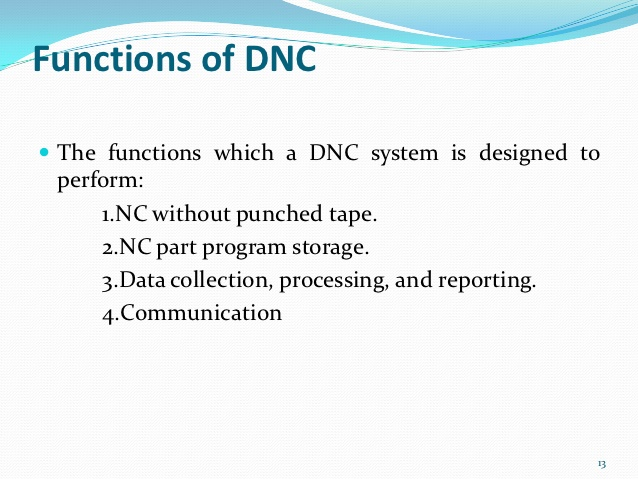 Functions of DNC
• The functions which a DNC system is designed to
perform:
1.NC without punched tape.
2.NC part program storage.
3.Data collection, processing, and reporting.
4.Communication
13